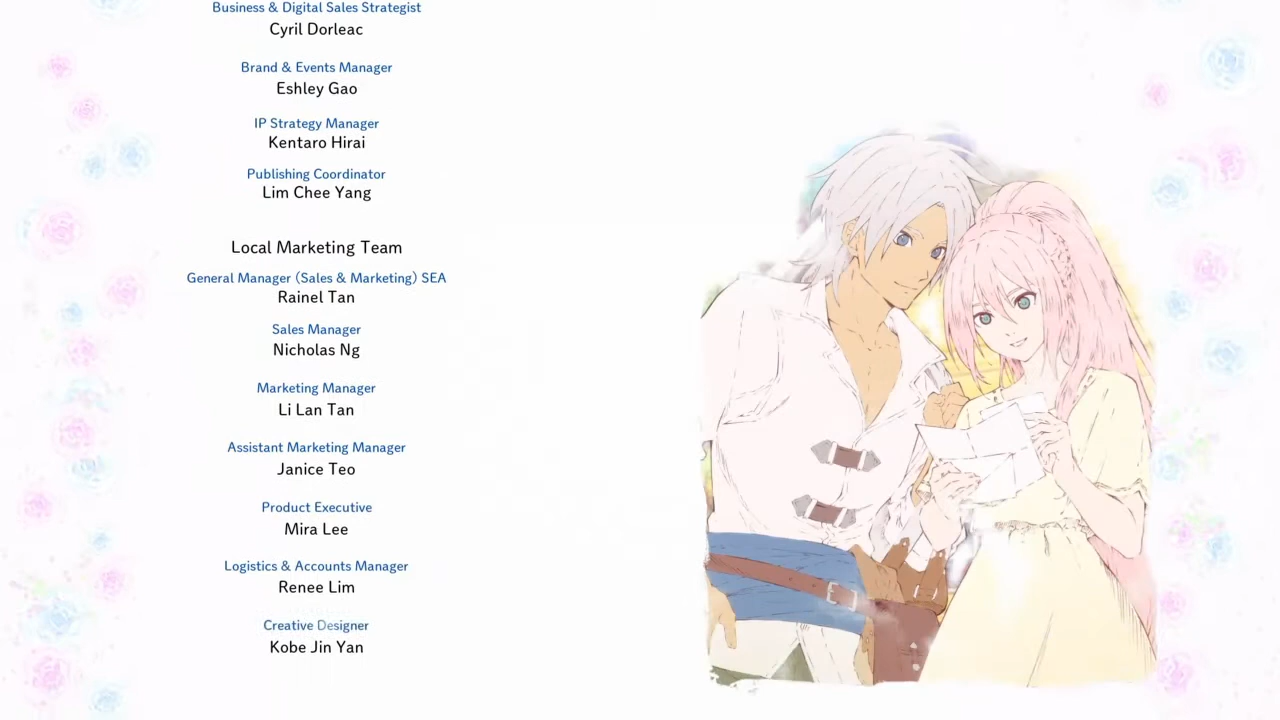 Business & Digital Sales Strategist
Cyril Dorleac
Brand & Events Manager
Eshley Gao
IP Strategy Manager
Kentaro Hirai
Publishing Coordinator
Lim Chee Yang
Local Marketing Team
General Manager (Sales & Marketing) SEA
Rainel Tan
Sales Manager
Nicholas Ng
Marketing Manager
Li Lan Tan
Assistant Marketing Manager
Janice Teo
Product Executive
Mira Lee
Logistics & Accounts Manager
Renee Lim
Creative Designer
Kobe Jin Yan